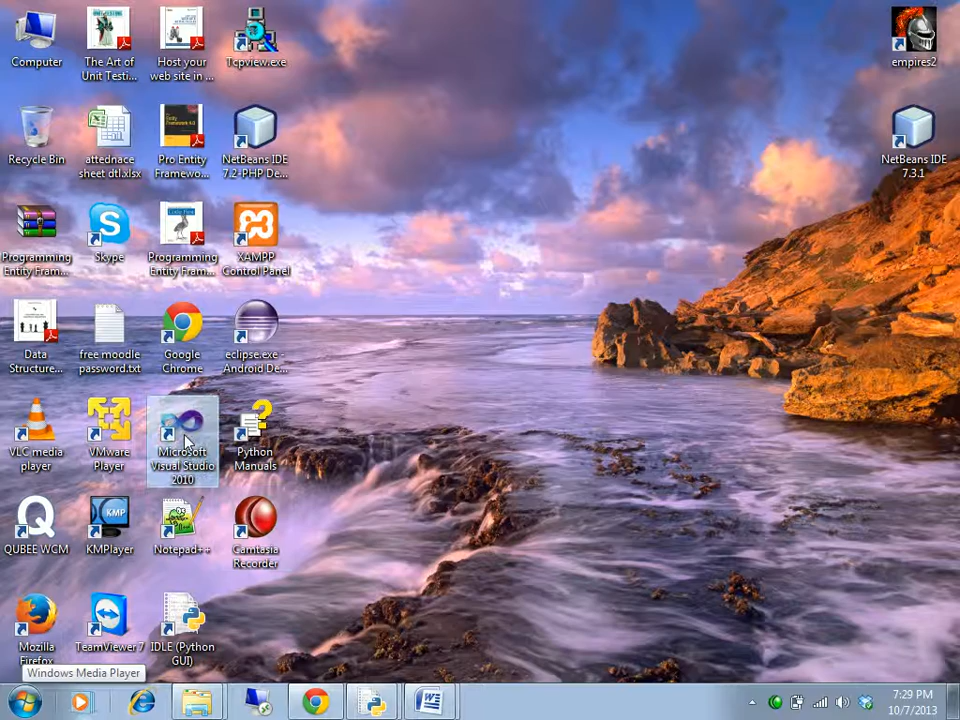 Computer
The Art of
Unit Testi...
Host your
web site in ...
Tcpview.exe
empires2
Recycle Bin
attednace
sheet dtl.xlsx
Pro Entity
Framewo...
NetBeans IDE
7.2-PHP De...
NetBeans IDE
7.3.1
Programming
Entity Fram...
Skype
Programming
Entity Fram...
XAMPP
Control Panel
Data
Structure...
free moodle
password.txt
Google
Chrome
eclipse.exe -
Android De...
VLC media
player
VMware
Player
Microsoft
Visual Studio
2010
Python
Manuals
QUBEE WCM
KMP
KMPlayer
Notepad++
Camtasia
Recorder
Mozilla
Firefox
TeamViewer 7
IDLE (Python
GUI)
Windows Media Player
7:29 PM
10/7/2013